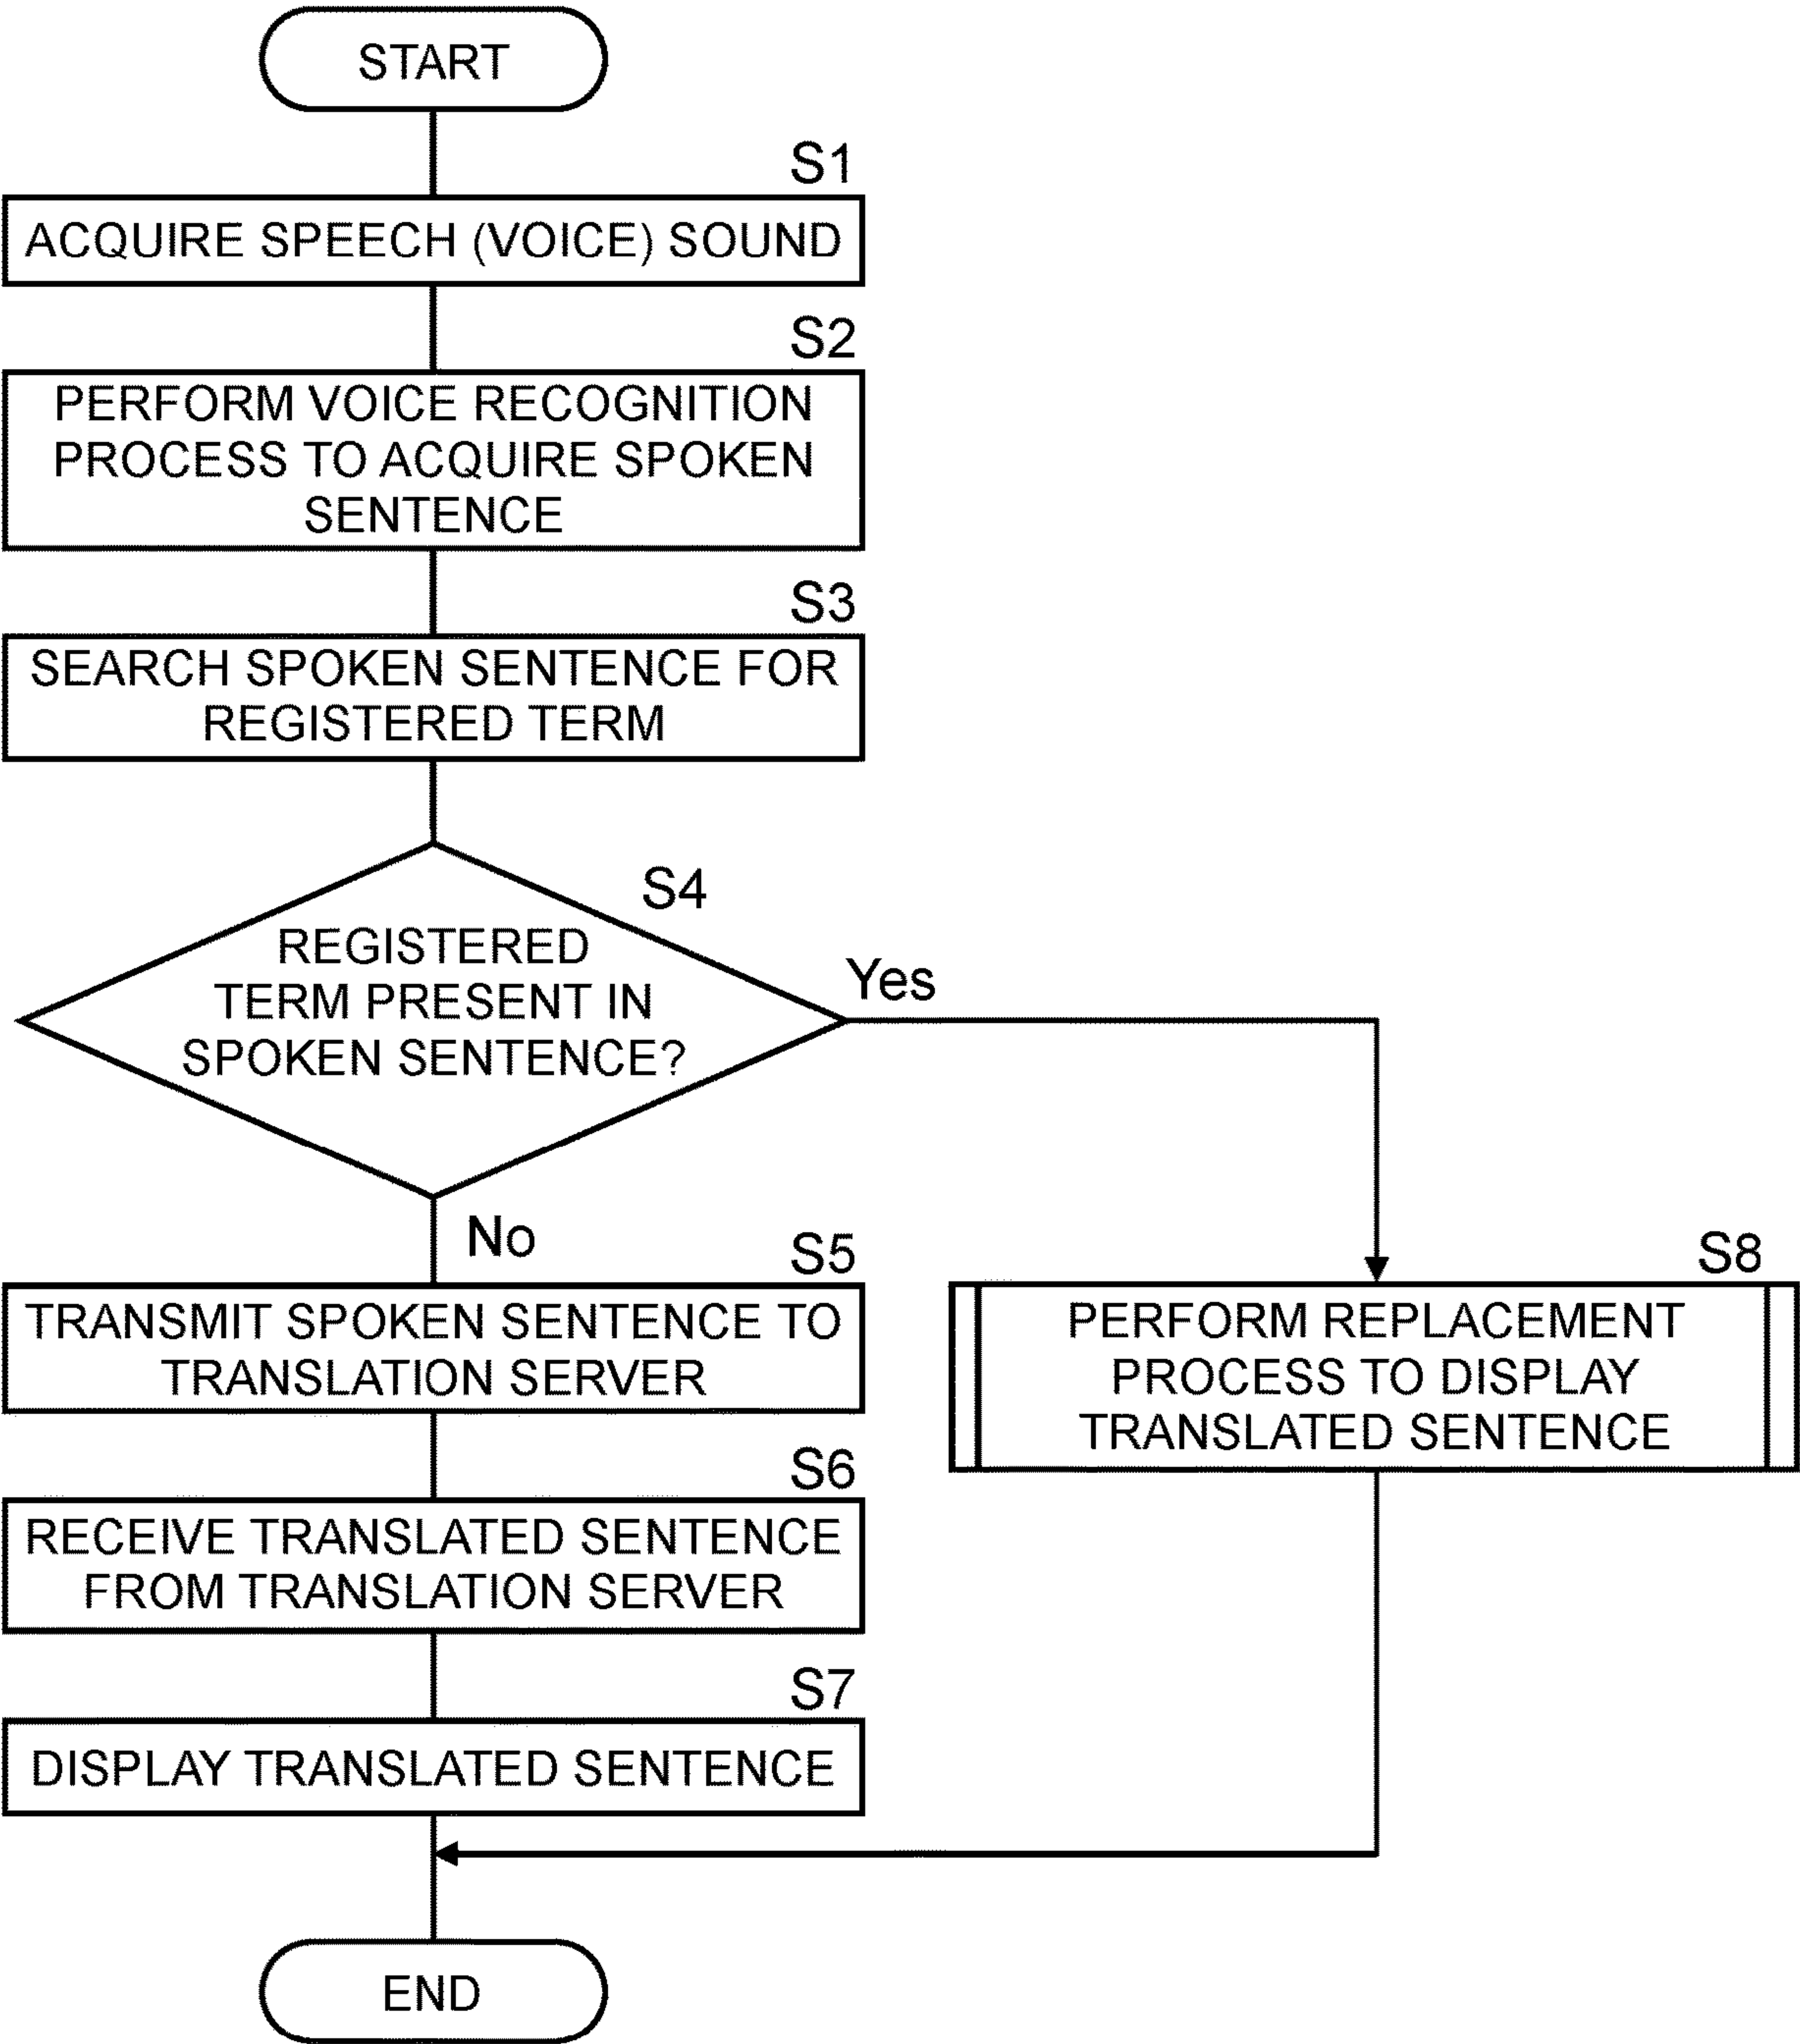 START
S1
ACQUIRE SPEECH (VOICE) SOUND
S2
PERFORM VOICE RECOGNITION
PROCESS TO ACQUIRE SPOKEN
SENTENCE
S3
SEARCH SPOKEN SENTENCE FOR
REGISTERED TERM
S4
REGISTERED
TERM PRESENT IN
SPOKEN SENTENCE?
Yes
No
S5
TRANSMIT SPOKEN SENTENCE TO
TRANSLATION SERVER
S6
RECEIVE TRANSLATED SENTENCE
FROM TRANSLATION SERVER
S7
DISPLAY TRANSLATED SENTENCE
S8
PERFORM REPLACEMENT
PROCESS TO DISPLAY
TRANSLATED SENTENCE
END